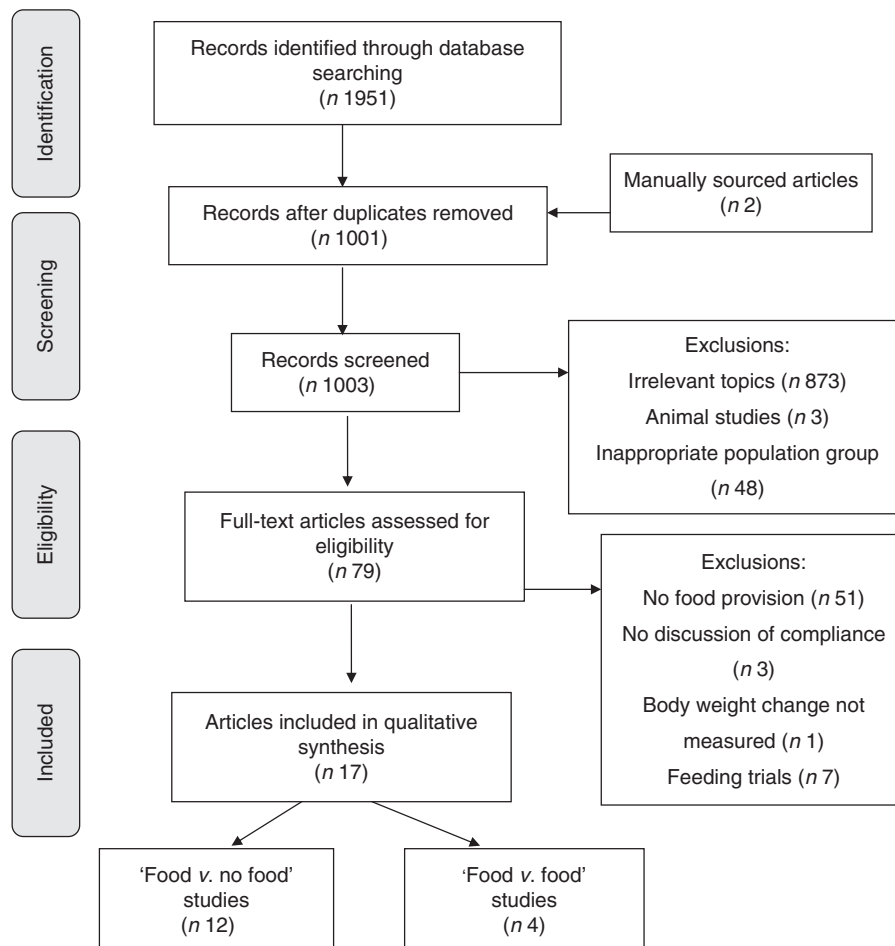 Identification
Records identified through database
searching
(n 1951)
Manually sourced articles
(n 2)
Records after duplicates removed
(n 1001)
Screening
Records screened
(n 1003)
Exclusions:
Irrelevant topics (n 873)
Animal studies (n 3)
Inappropriate population group
(n 48)
Eligibility
Full-text articles assessed for
eligibility
(n 79)
Exclusions:
No food provision (n 51)
No discussion of compliance
(n 3)
Body weight change not
measured (n 1)
Feeding trials (n 7)
Included
Articles included in qualitative
synthesis
(n 17)
‘Food v. no food’
studies
(n 12)
‘Food v. food’
studies
(n 4)